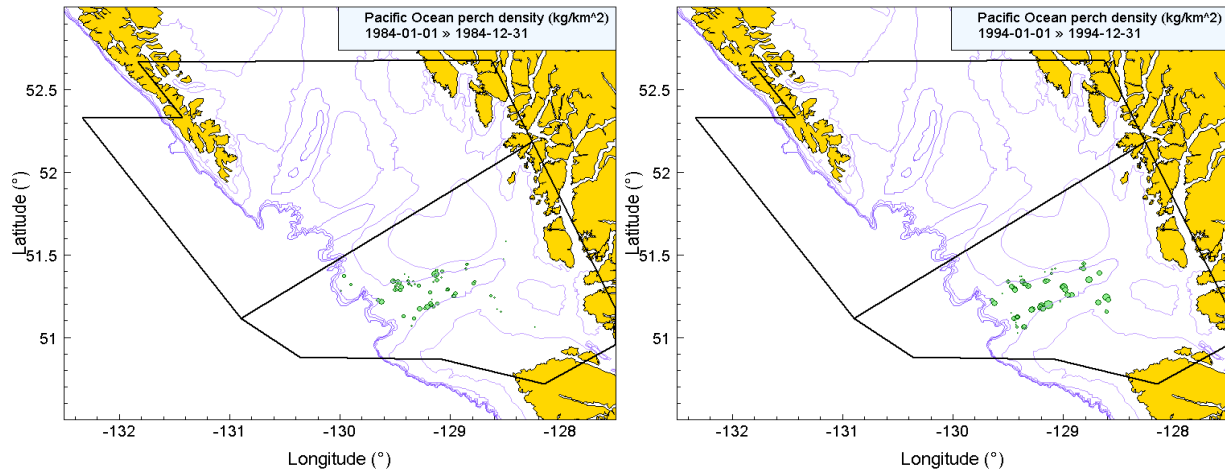 Pacific Ocean perch density (kg/km^2)
1984-01-01 » 1984-12-31
52.5
52
51.5
51
Latitude (°)
-132
-131
-130
-129
-128
Longitude (°)
Pacific Ocean perch density (kg/km^2)
1994-01-01 » 1994-12-31
52.5
52
51.5
51
Latitude (°)
-132
-131
-130
-129
-128
Longitude (°)